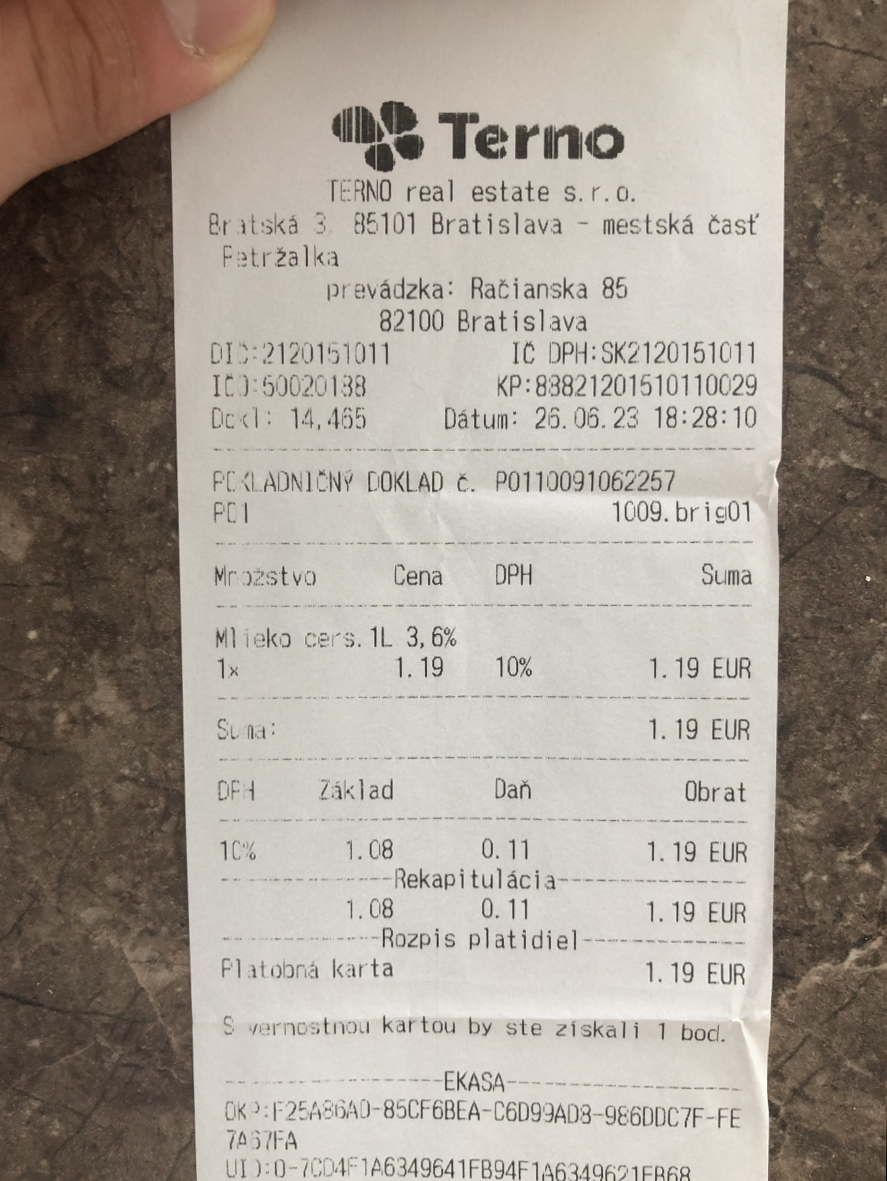 Terno
TERNO real estate s.r.o.
Bratská 3, 85101 Bratislava - mestská časť
Petržalka
prevádzka: Račianska 85
82100 Bratislava
DIČ:2120151011 IČ DPH:SK2120151011
IČO:50020188 KP:88821201510110029
Dokl: 14,465 Dátum: 26.06.23 18:28:10
POKLADNIČNÝ DOKLAD č. P0110091062257
PC1 1009.brig01
Množstvo Cena DPH Suma
Mlieko čers.1L 3,6%
1x 1.19 10% 1.19 EUR
Suma: 1.19 EUR
DPH Základ Daň Obrat
10% 1.08 0.11 1.19 EUR
Rekapitulácia
1.08 0.11 1.19 EUR
Rozpis platidiel
Platobná karta 1.19 EUR
S vernostnou kartou by ste získali 1 bod.
EKASA
OKP:F25A86A0-85CF6BEA-C6D99AD8-986DDC7F-FE
7A67FA
UID:O-7CD4F1A6349641FB94F1A6349621FB68